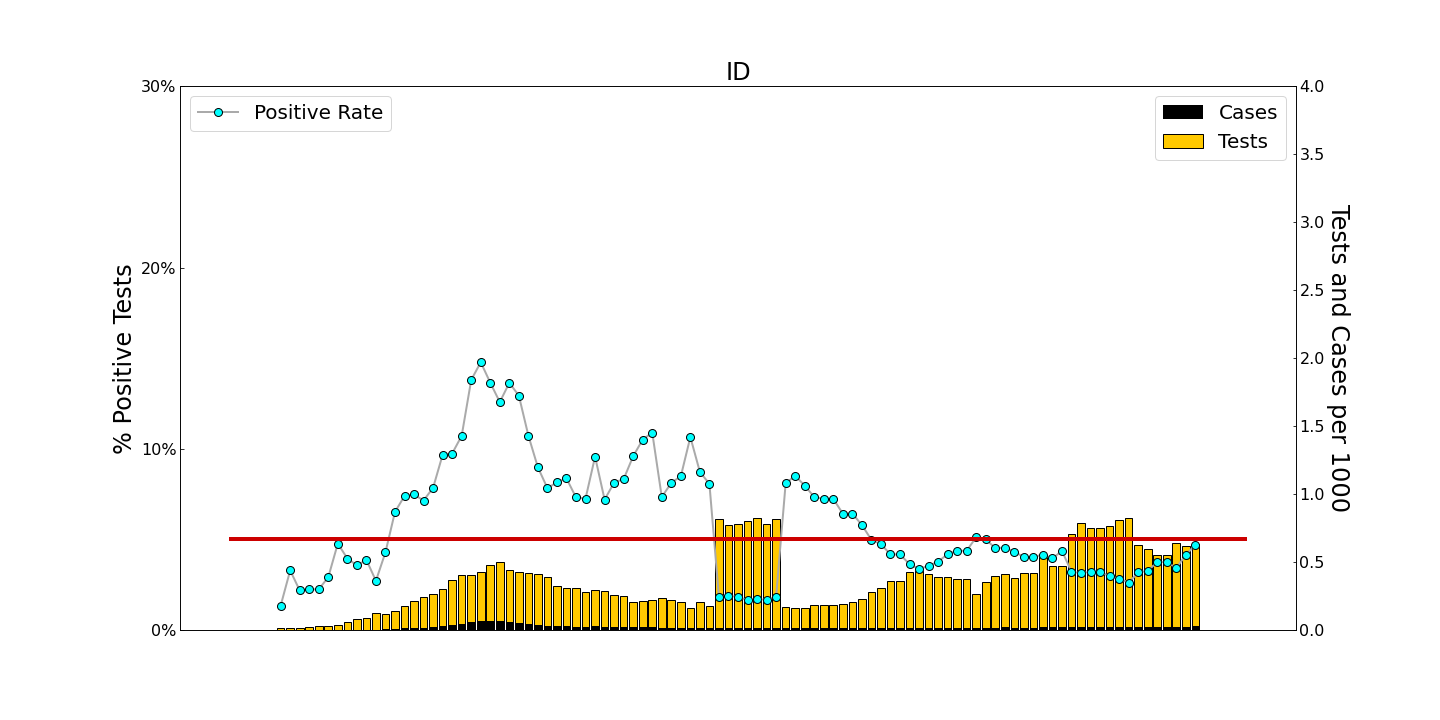 ID
Positive Rate
Cases
Tests
30%
20%
10%
0%
% Positive Tests
4.0
3.5
3.0
2.5
2.0
1.5
1.0
0.5
0.0
Tests and Cases per 1000